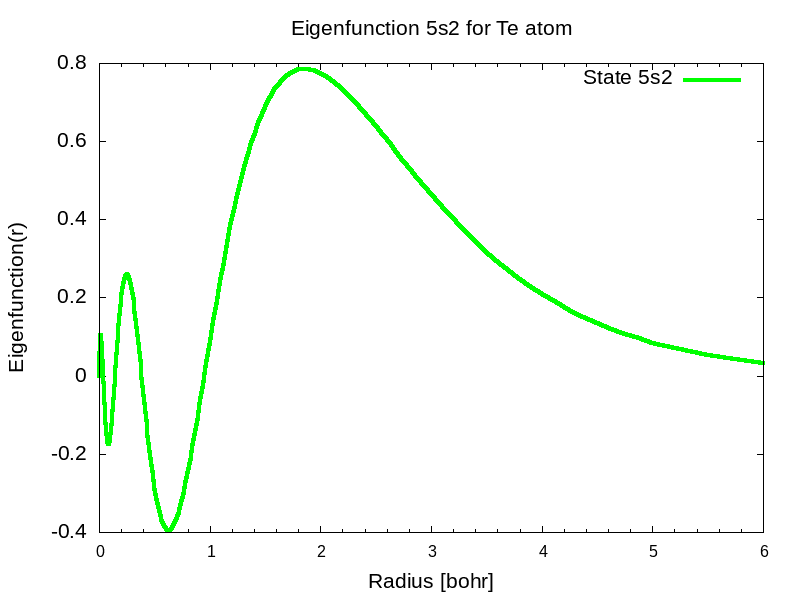 Eigenfunction 5s2 for Te atom
State 5s2
Eigenfunction(r)
0.8
0.6
0.4
0.2
0
-0.2
-0.4
0 1 2 3 4 5 6
Radius [bohr]